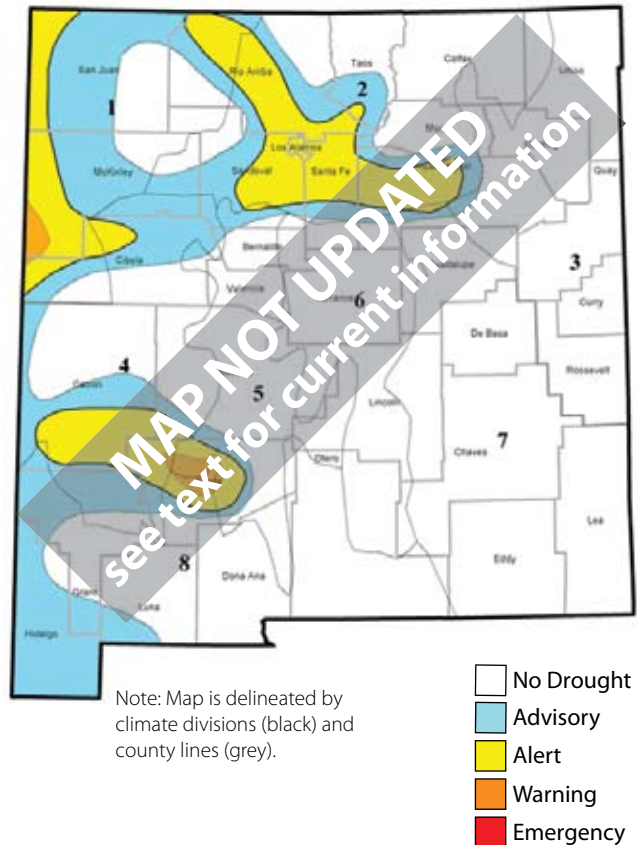 San Juan
Rio Arriba
Taos
Colfax
Union
1
2
Los Alamos
McKinley
Sandoval
Santa Fe
Quay
Cibola
Bernalillo
3
Valencia
6
Curry
De Baca
4
Catron
5
Roosevelt
Lincoln
7
Chaves
Otero
Lea
Eddy
8
Dona Ana
Grant
Luna
Hidalgo
MAP NOT UPDATED
see text for current information
Note: Map is delineated by
climate divisions (black) and
county lines (grey).
No Drought
Advisory
Alert
Warning
Emergency